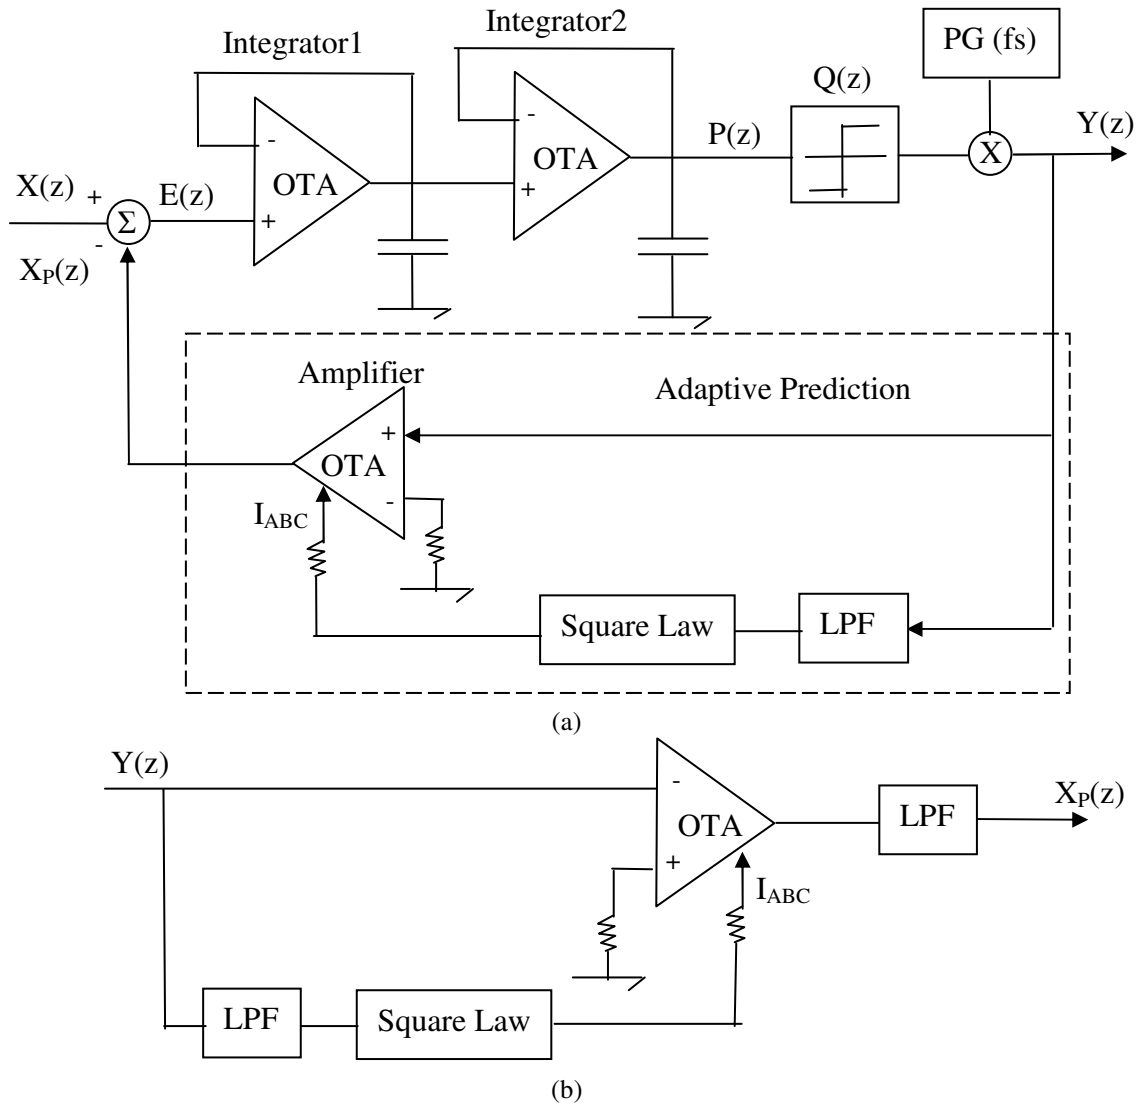 Integrator1
Integrator2
PG (fs)
Q(z)
P(z)
Y(z)
X
OTA
-
+
OTA
-
+
X(z)
+
E(z)
Σ
-
XP(z)
Amplifier
Adaptive Prediction
+
OTA
-
IABC
Square Law
LPF
(a)
Y(z)
-
OTA
+
LPF
XP(z)
IABC
LPF
Square Law
(b)